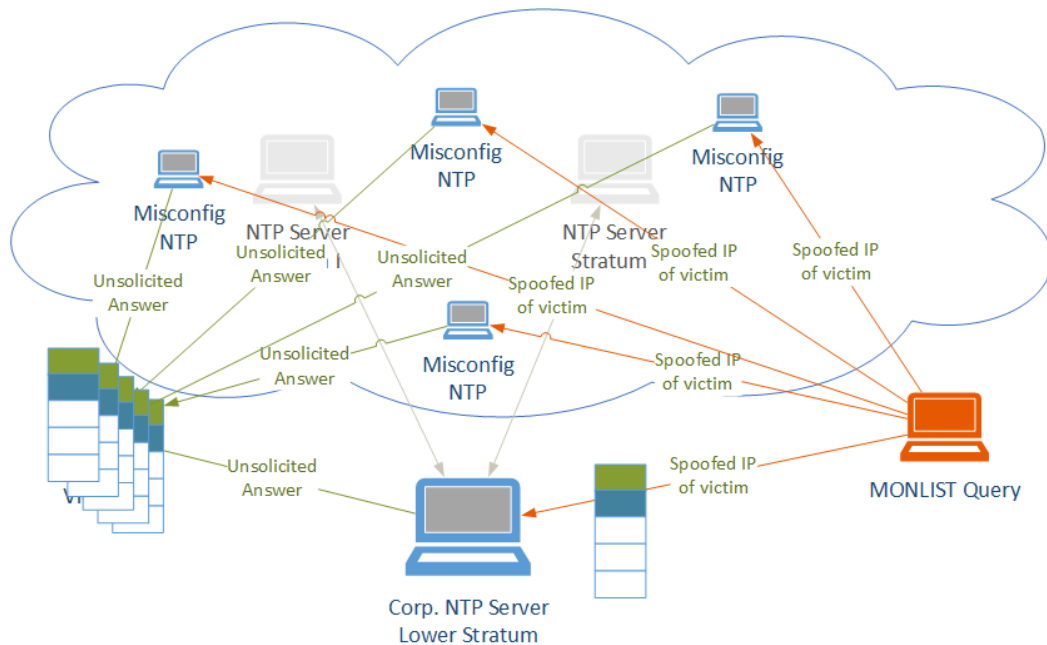 Misconfig
NTP
Misconfig
NTP
Misconfig
NTP
NTP Server
NTP Server
Stratum
Unsolicited
Answer
Unsolicited
Answer
Unsolicited
Answer
Spoofed IP
of victim
Spoofed IP
of victim
Spoofed IP
of victim
Misconfig
NTP
Unsolicited
Answer
Spoofed IP
of victim
Unsolicited
Answer
Spoofed IP
of victim
MONLIST Query
Corp. NTP Server
Lower Stratum